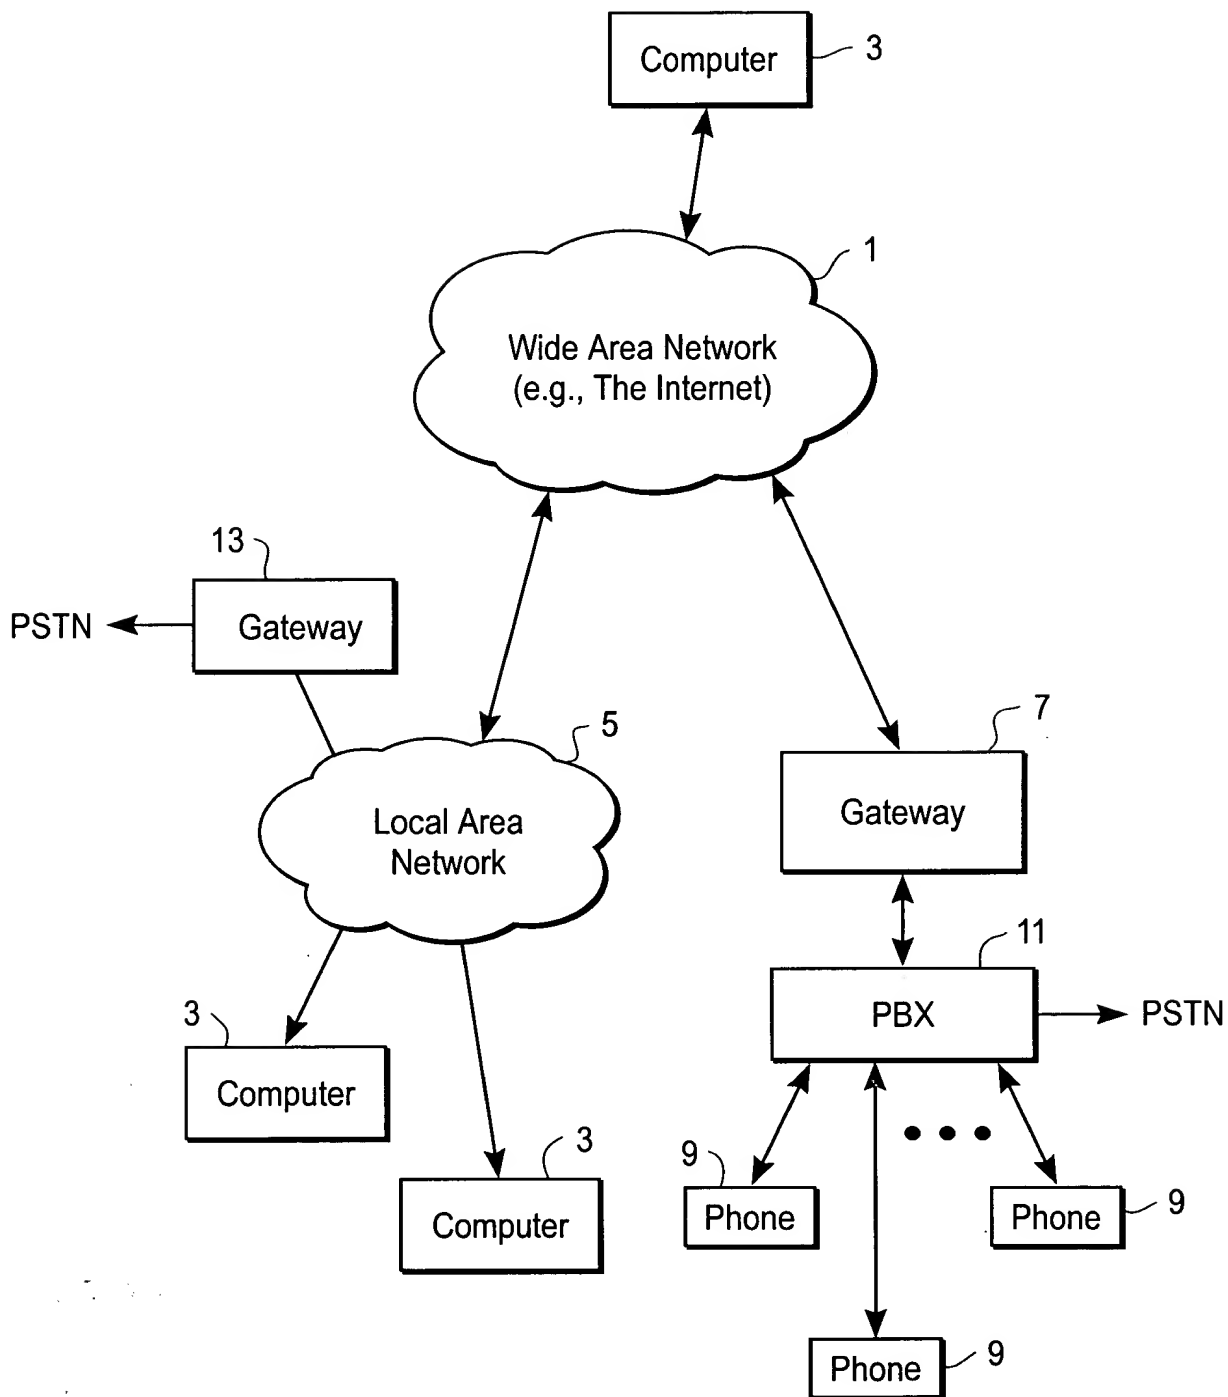 Computer
3
1
Wide Area Network
(e.g., The Internet)
13
PSTN
Gateway
5
Local Area
Network
7
Gateway
11
PBX
PSTN
3
Computer
3
Computer
9
Phone
Phone
9
Phone
9